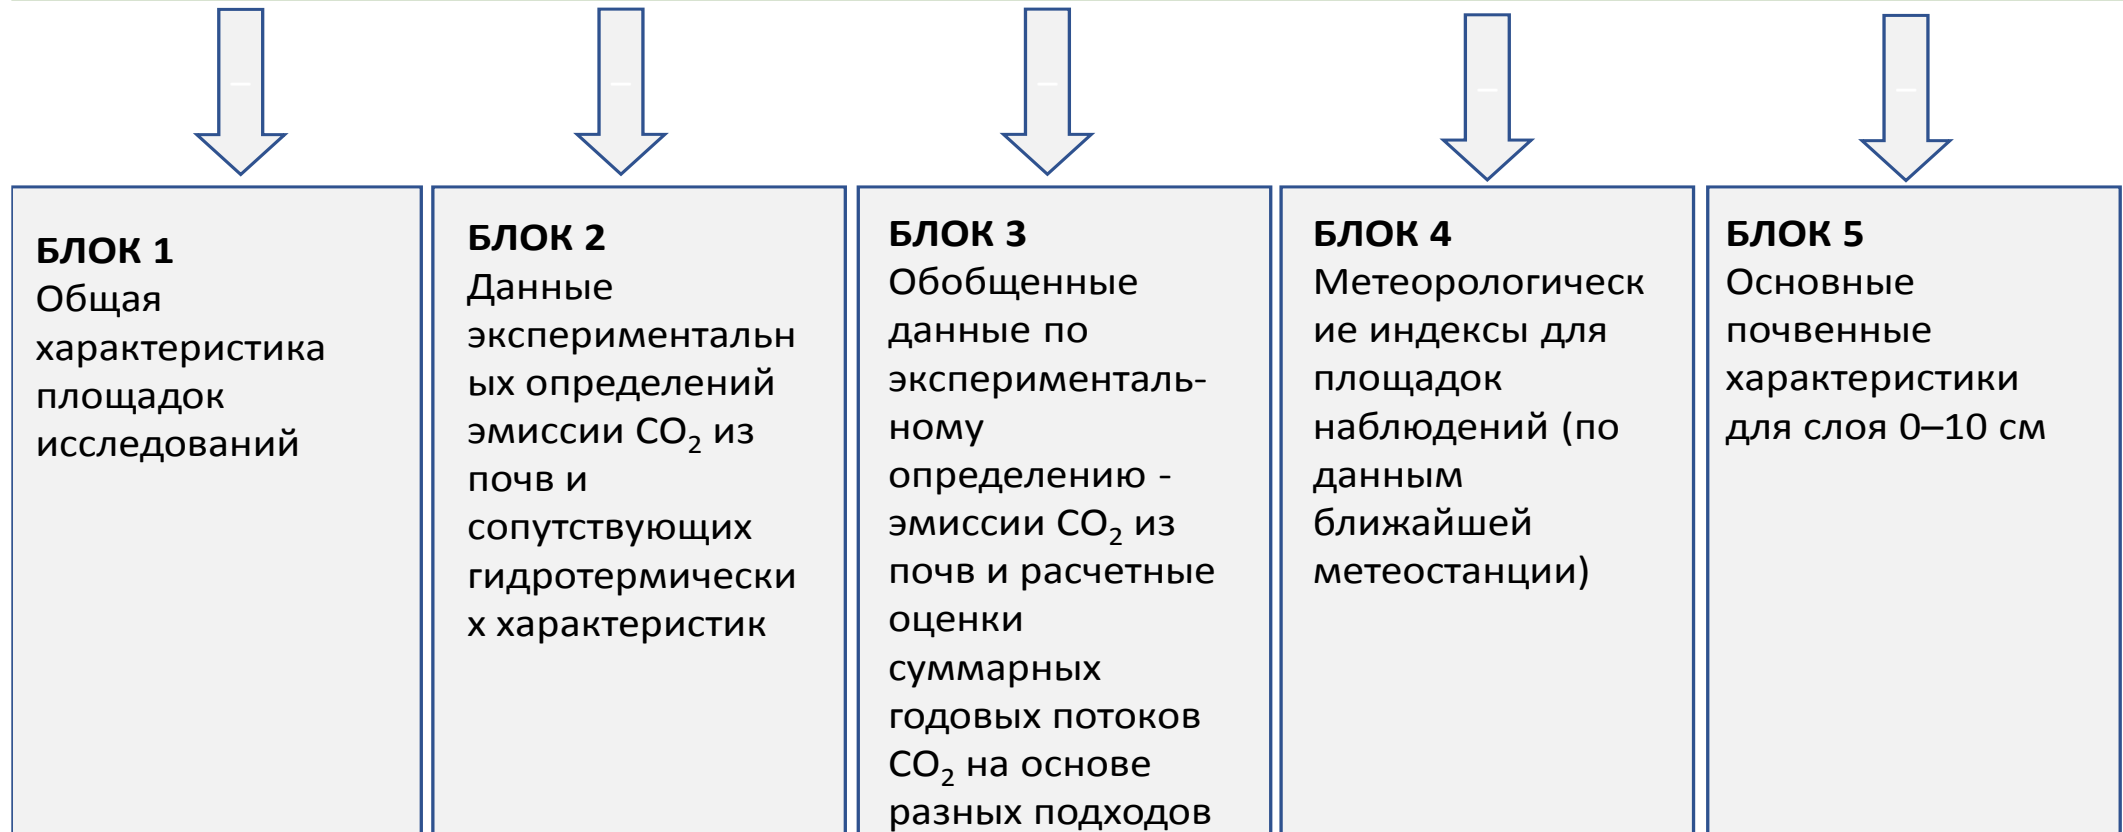 БЛОК 1
Общая
характеристика
площадок
исследований
БЛОК 2
Данные
экспериментальн
ых определений
эмиссии CO₂ из
почв и
сопутствующих
гидротермически
х характеристик
БЛОК 3
Обобщенные
данные по
эксперименталь-
ному
определению -
эмиссии CO₂ из
почв и расчетные
оценки
суммарных
годовых потоков
CO₂ на основе
разных подходов
БЛОК 4
Метеорологическ
ие индексы для
площадок
наблюдений (по
данным
ближайшей
метеостанции)
БЛОК 5
Основные
почвенные
характеристики
для слоя 0–10 см